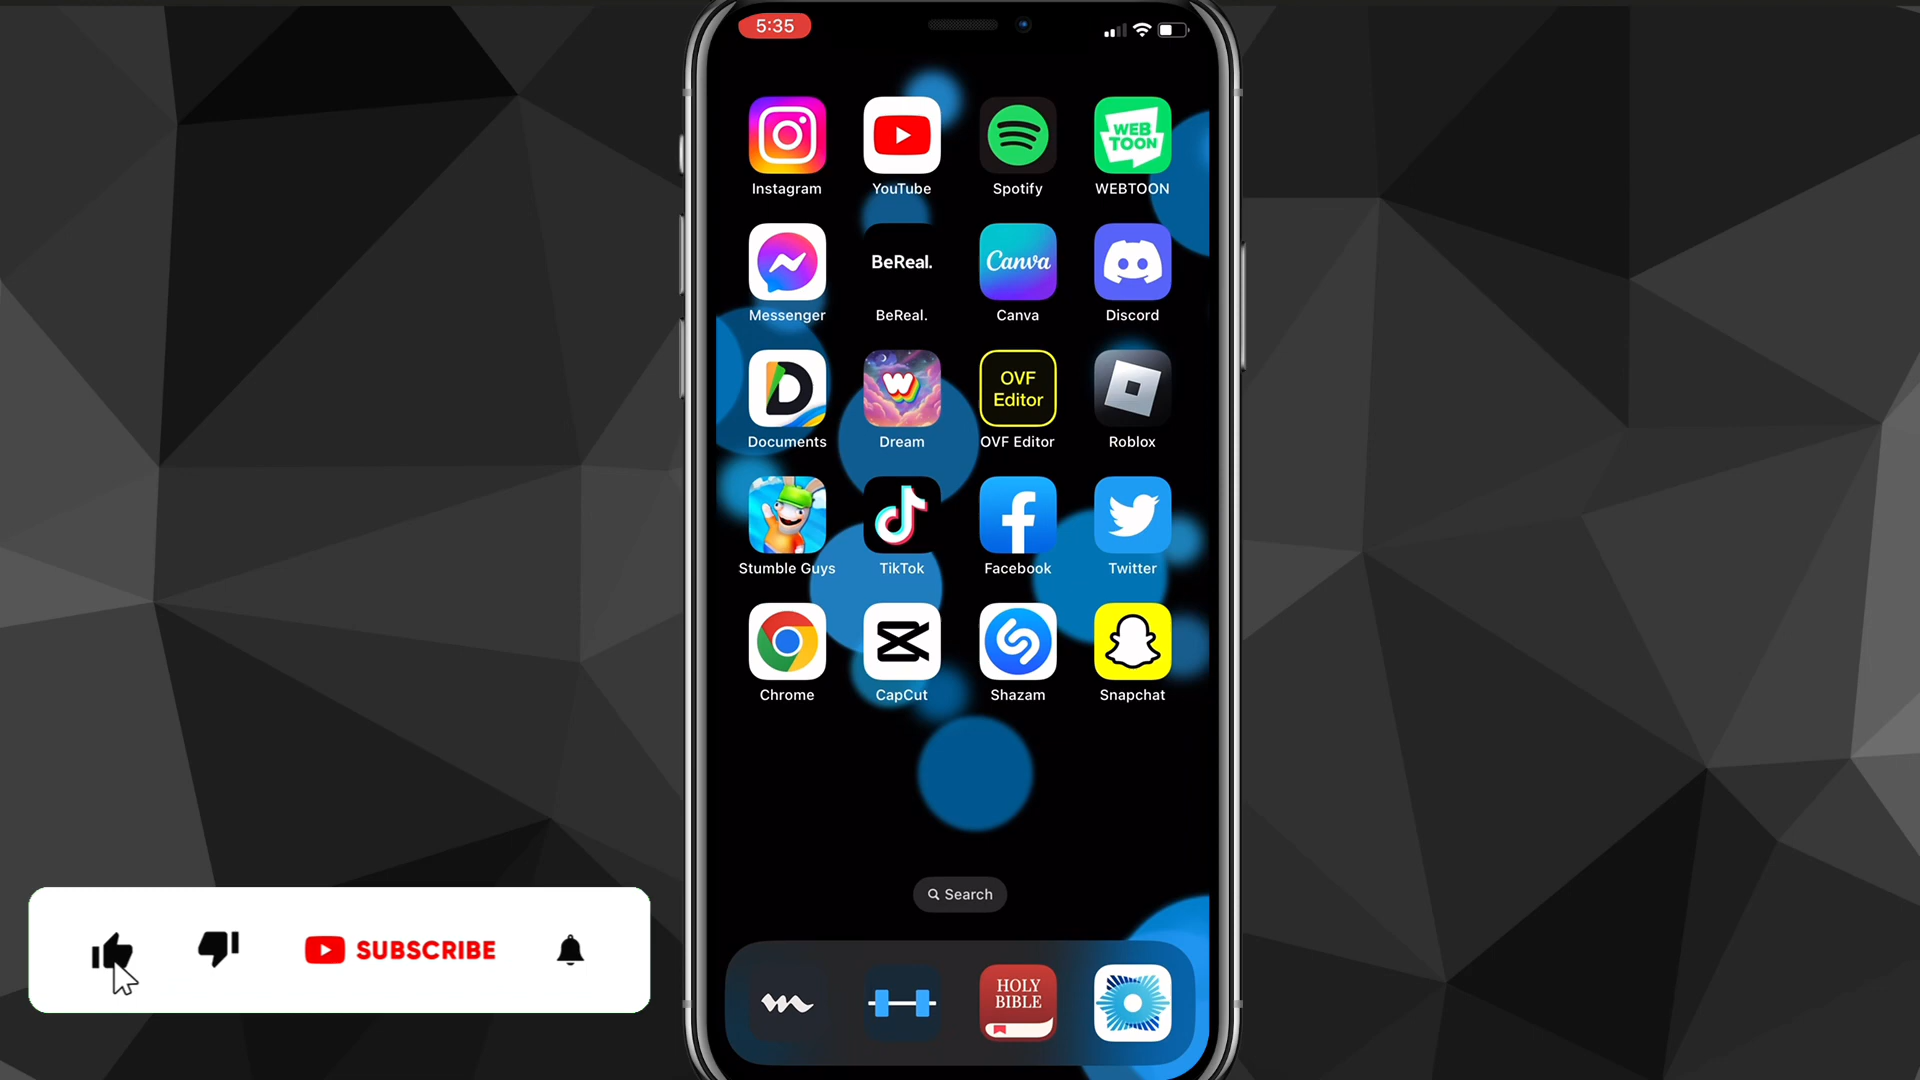 5:35
Instagram
YouTube
Spotify
WEB
TOON
WEBTOON
Messenger
BeReal.
BeReal.
Canva
Canva
Discord
Documents
W
Dream
OVF
Editor
OVF Editor
Roblox
Stumble Guys
TikTok
Facebook
Twitter
Chrome
CapCut
Shazam
Snapchat
Search
SUBSCRIBE
HOLY
BIBLE